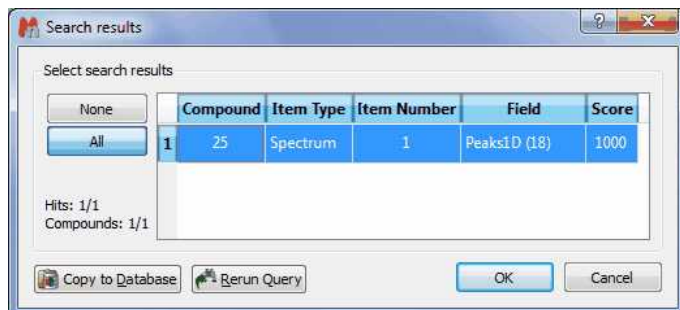 Search results
Select search results
None
All
Compound Item Type Item Number Field Score
1 25 Spectrum 1 Peaks1D (18) 1000
Hits: 1/1
Compounds: 1/1
Copy to Database
Rerun Query
OK
Cancel